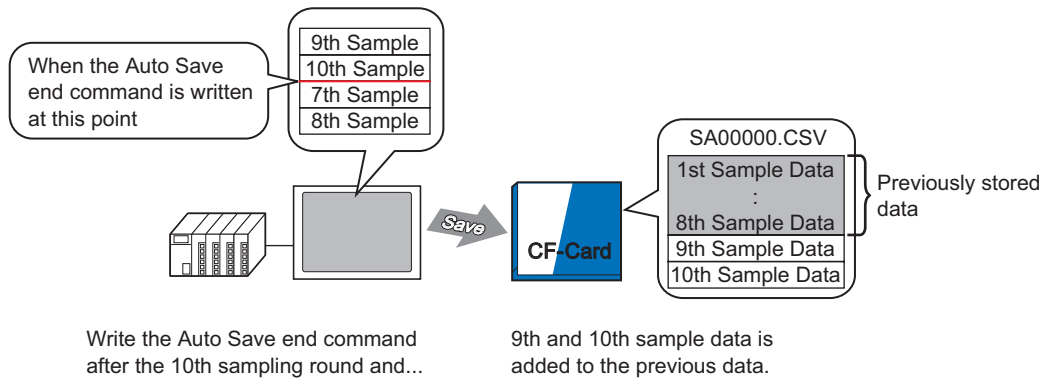 When the Auto Save
end command is written
at this point
9th Sample
10th Sample
7th Sample
8th Sample
Save
CF-Card
SA00000.CSV
1st Sample Data
:
8th Sample Data
9th Sample Data
10th Sample Data
Previously stored
data
Write the Auto Save end command
after the 10th sampling round and...
9th and 10th sample data is
added to the previous data.